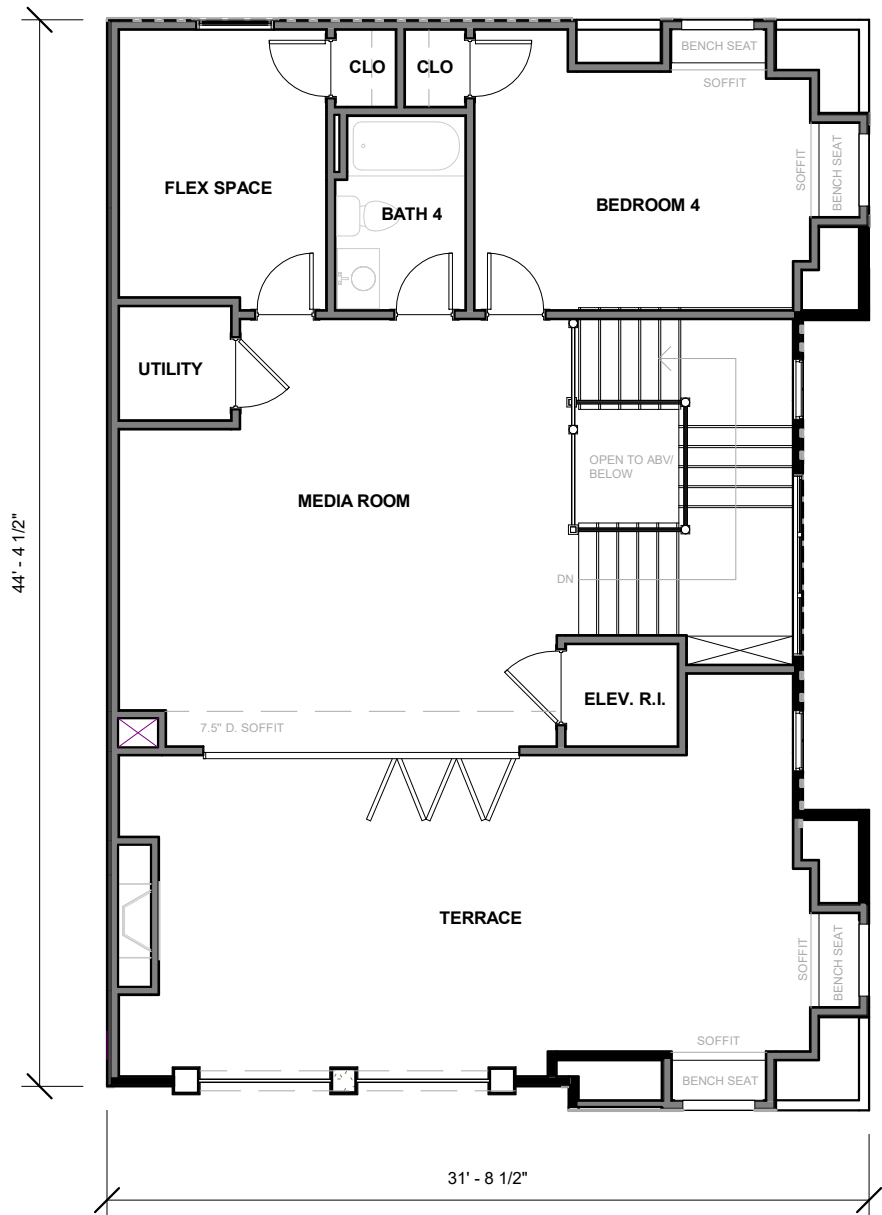 BENCH SEAT
CLO
CLO
SOFFIT
SOFFIT
BENCH SEAT
FLEX SPACE
BATH 4
BEDROOM 4
UTILITY
OPEN TO ABV/
BELOW
MEDIA ROOM
44' - 4 1/2"
DN
ELEV. R.I.
7.5" D. SOFFIT
TERRACE
SOFFIT
BENCH SEAT
SOFFIT
BENCH SEAT
31' - 8 1/2"